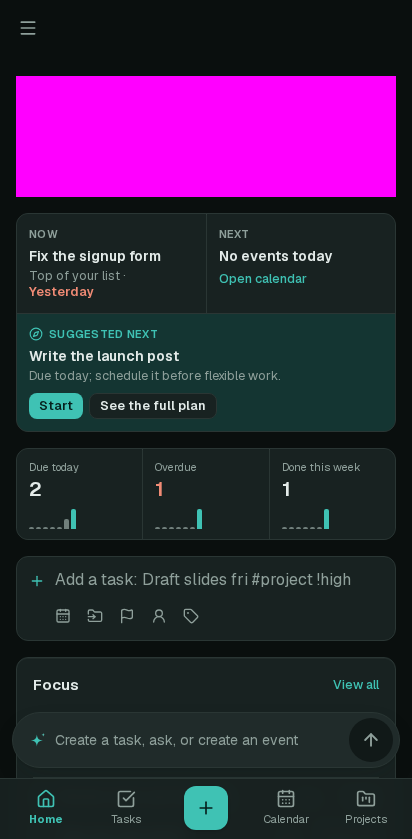 NOW
Fix the signup form
Top of your list ·
Yesterday
NEXT
No events today
Open calendar
SUGGESTED NEXT
Write the launch post
Due today; schedule it before flexible work.
Start
See the full plan
Due today
2
Overdue
1
Done this week
1
Add a task: Draft slides fri #project !high
Focus
View all
Create a task, ask, or create an event
Home
Tasks
Calendar
Projects